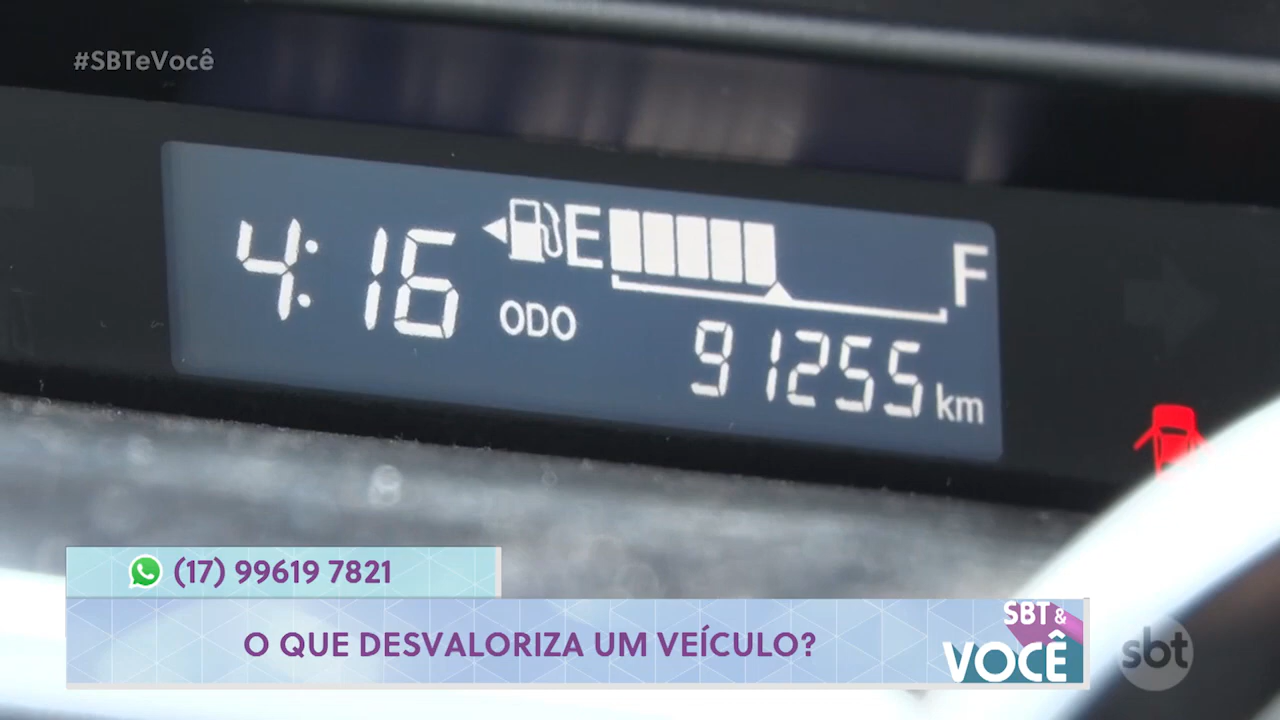 #SBTeVocê
4:16
E F
ODO
91255 km
(17) 99619 7821
O QUE DESVALORIZA UM VEÍCULO?
SBT &
VOCÊ
sbt